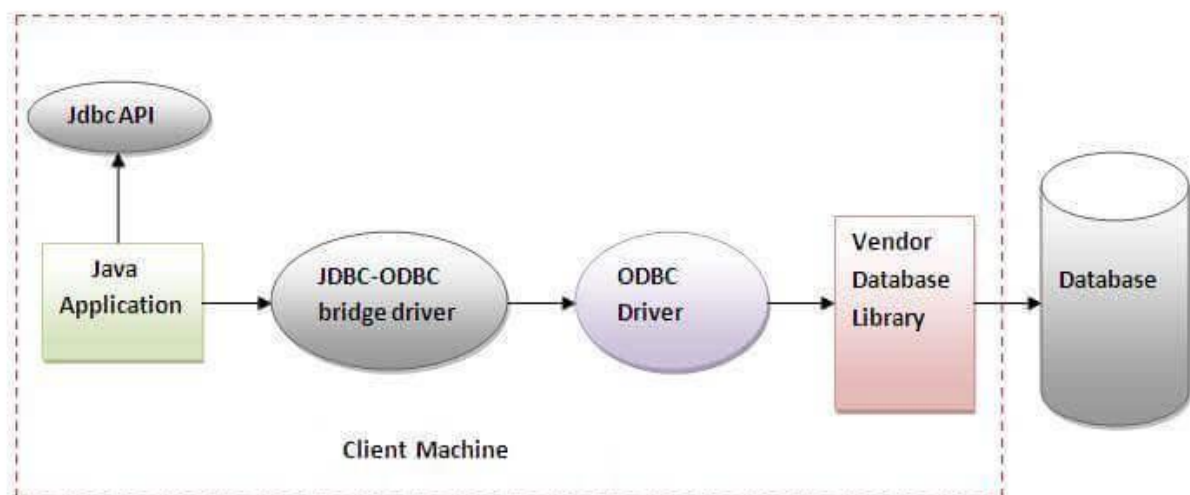 Jdbc API
Java
Application
JDBC-ODBC
bridge driver
ODBC
Driver
Vendor
Database
Library
Database
Client Machine